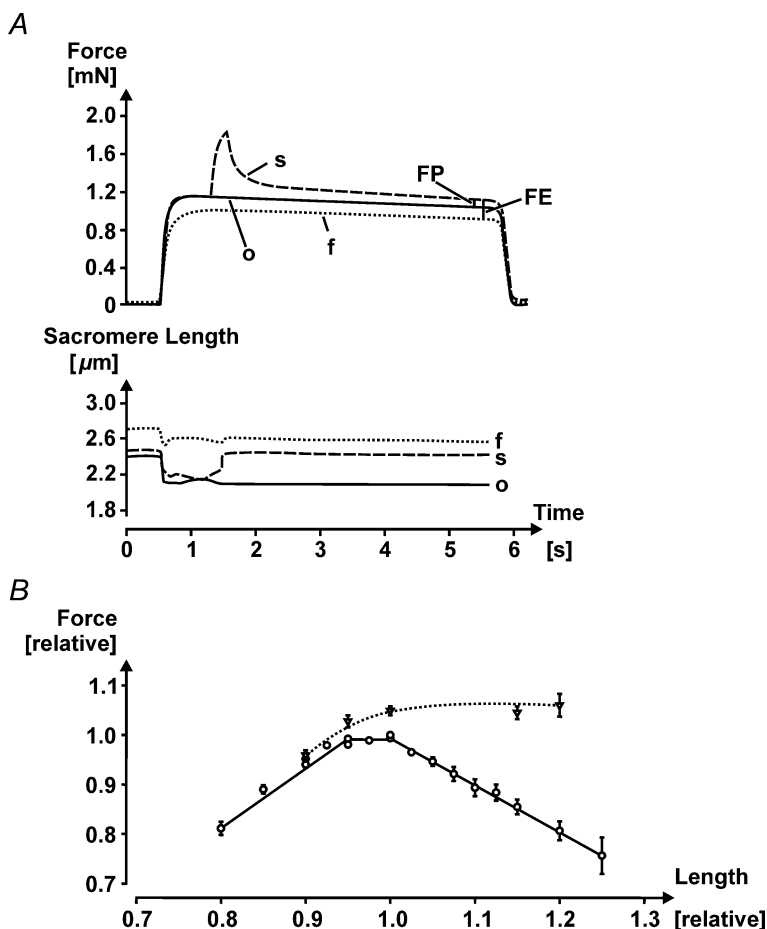 A
Force
[mN]
2.0
1.6
1.2
0.8
0.4
0
s
FP
FE
o
f
Sacromere Length
[µm]
3.0
2.6
2.2
1.8
f
s
o
Time
0 1 2 3 4 5 6 [s]
B
Force
[relative]
1.1
1.0
0.9
0.8
0.7
Length
0.7 0.8 0.9 1.0 1.1 1.2 1.3 [relative]